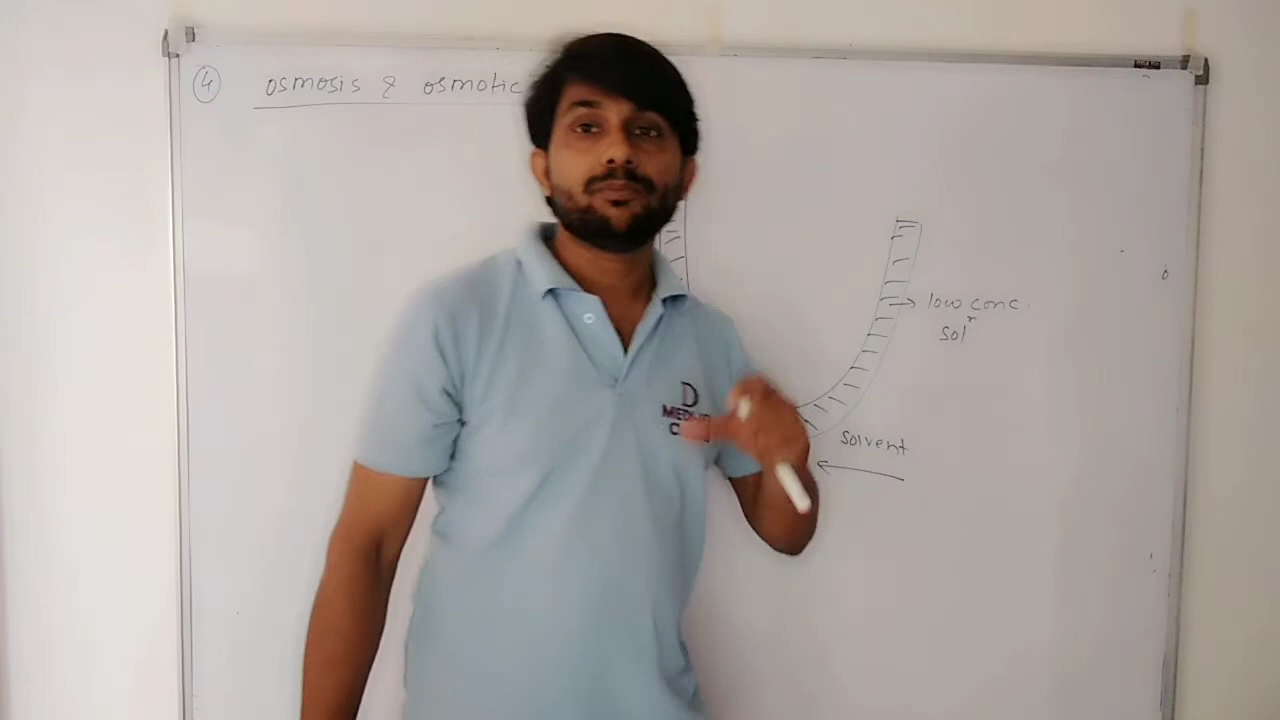 4 osmosis & osmotic
low conc.
solⁿ
solvent
D